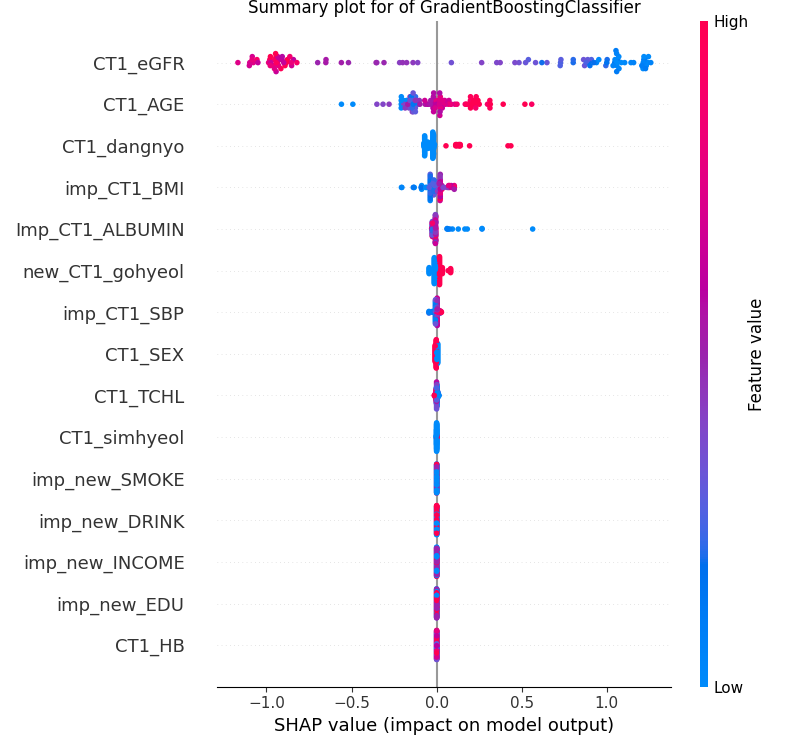 Summary plot for of GradientBoostingClassifier
High
CT1_eGFR
CT1_AGE
CT1_dangnyo
imp_CT1_BMI
Imp_CT1_ALBUMIN
new_CT1_gohyeol
imp_CT1_SBP
CT1_SEX
CT1_TCHL
CT1_simhyeol
imp_new_SMOKE
imp_new_DRINK
imp_new_INCOME
imp_new_EDU
CT1_HB
Feature value
Low
−1.0 −0.5 0.0 0.5 1.0
SHAP value (impact on model output)